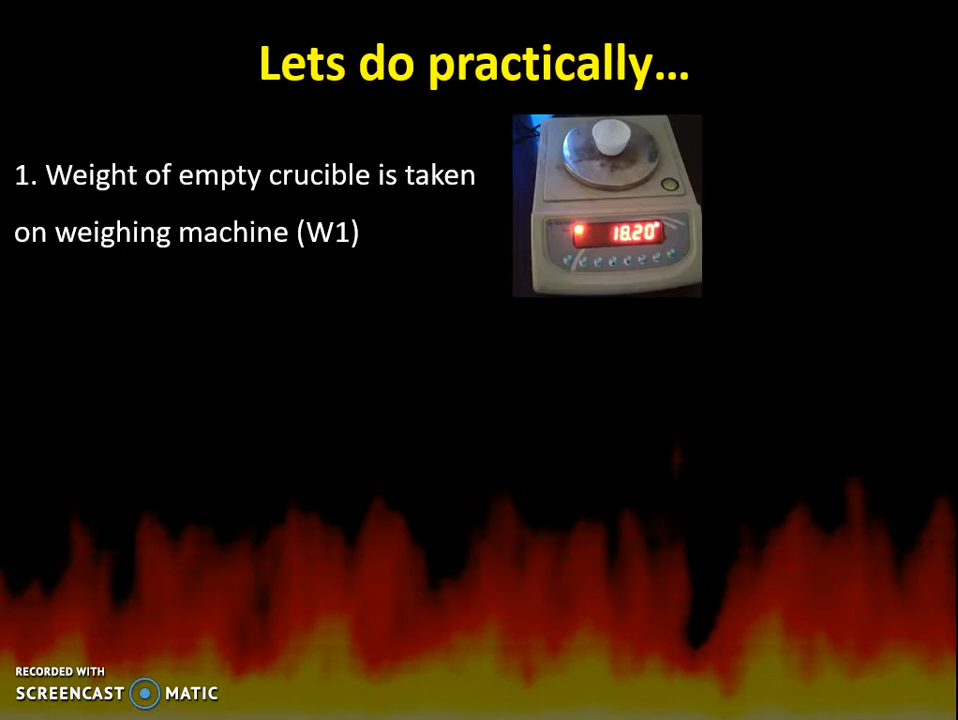 Lets do practically...
1. Weight of empty crucible is taken
on weighing machine (W1)
18.20
RECORDED WITH
SCREENCAST MATIC